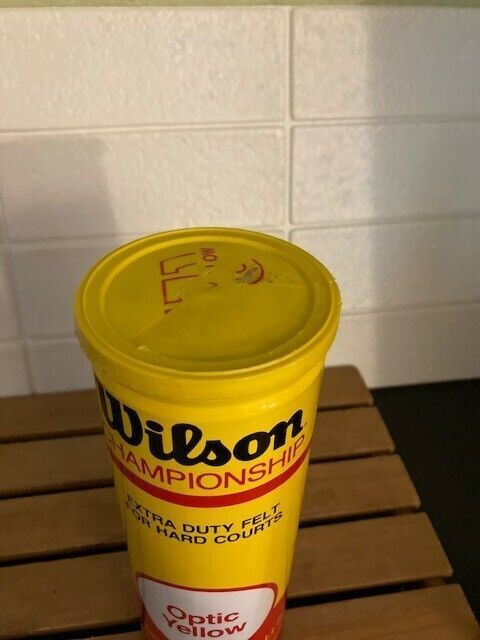 Wilson
CHAMPIONSHIP
EXTRA DUTY FELT
FOR HARD COURTS
Optic
Yellow